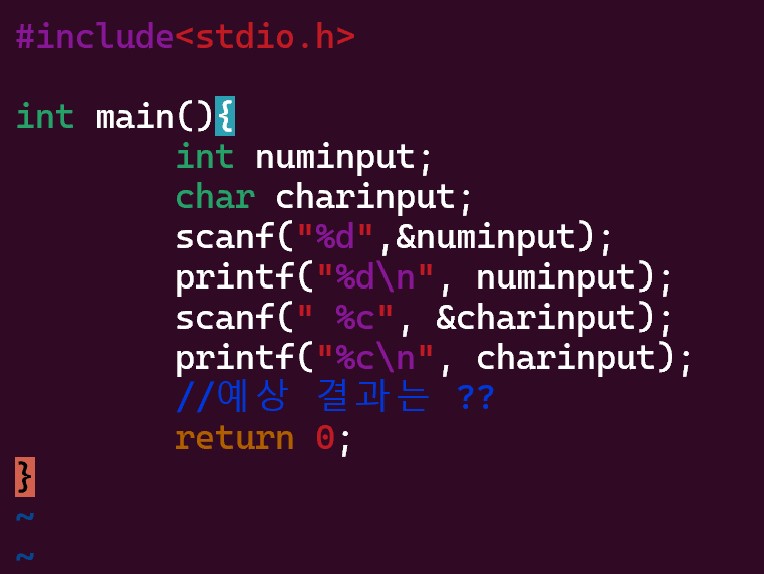 #include<stdio.h>
int main(){
int numinput;
char charinput;
scanf("%d",&numinput);
printf("%d\n", numinput);
scanf(" %c", &charinput);
printf("%c\n", charinput);
//예상 결과는 ??
return 0;
}
~
~